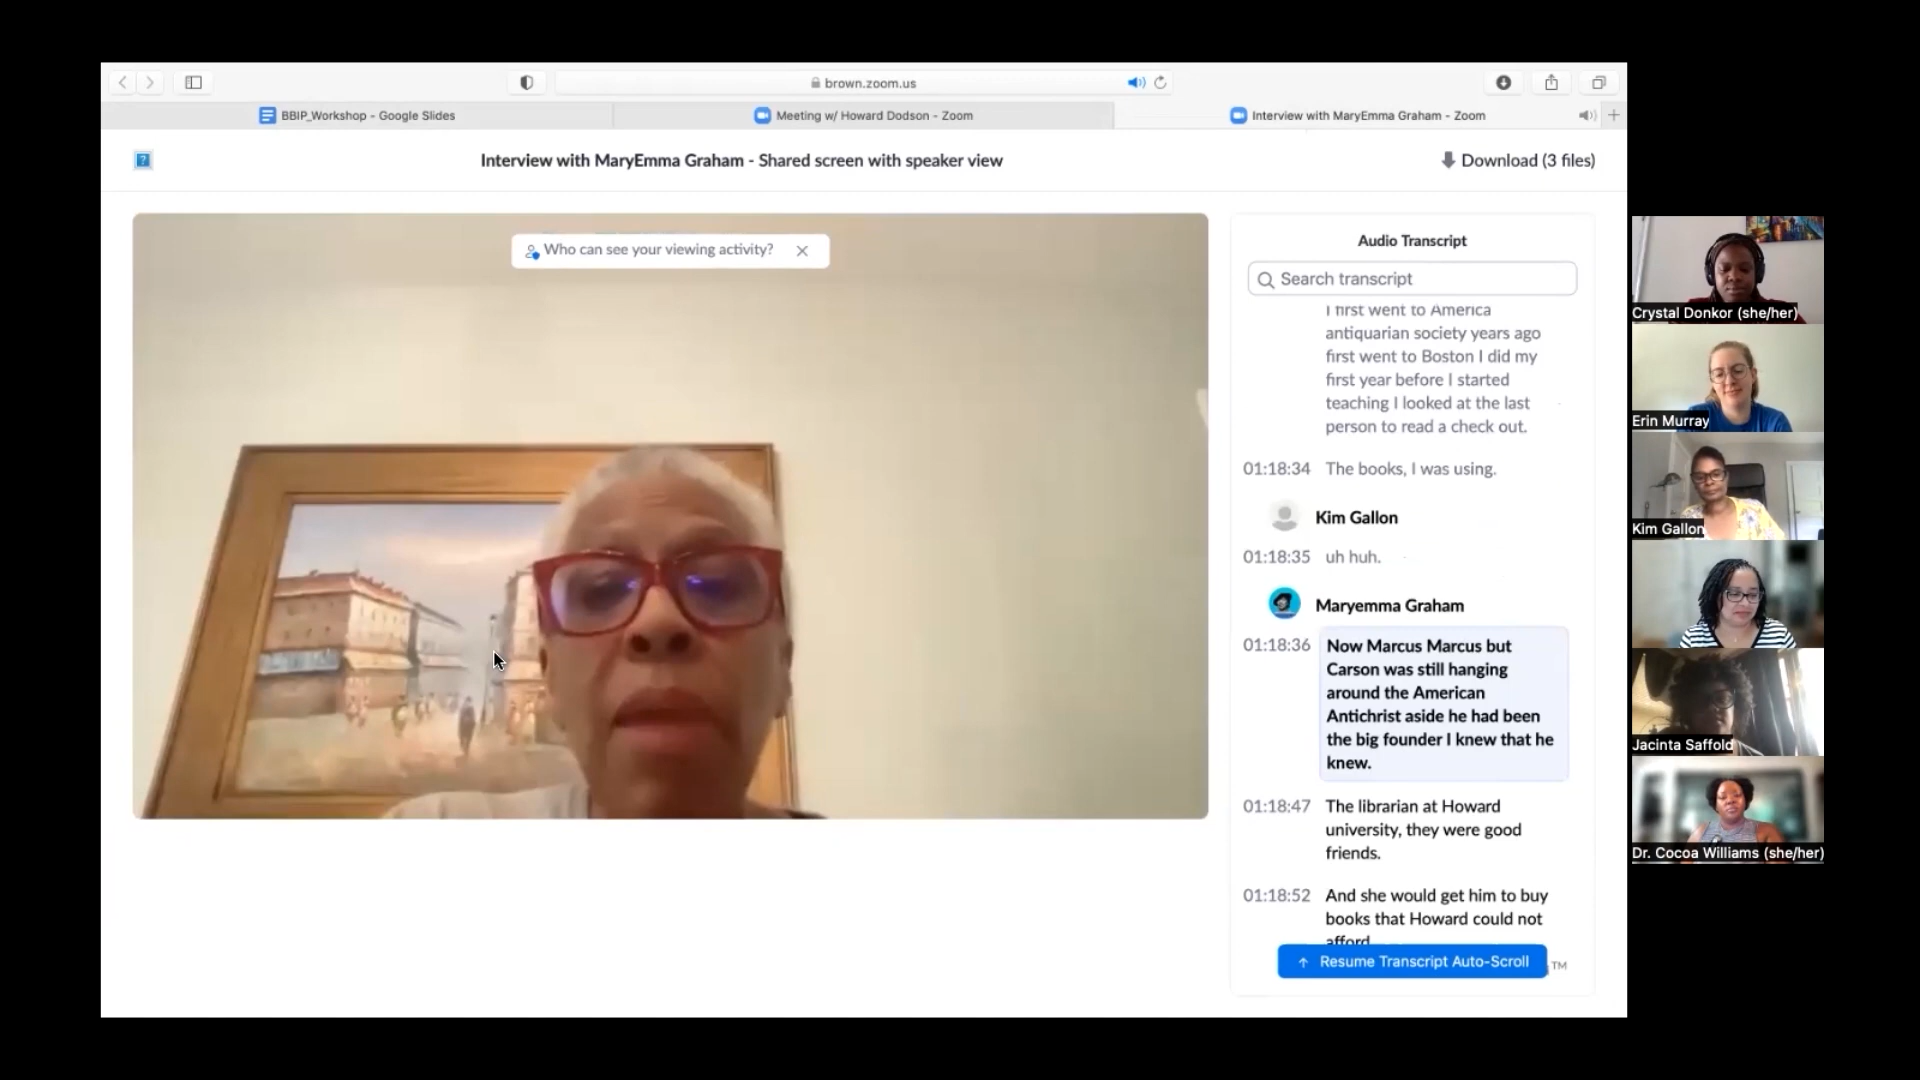 brown.zoom.us
BBIP_Workshop - Google Slides
Meeting w/ Howard Dodson - Zoom
Interview with MaryEmma Graham - Zoom
Interview with MaryEmma Graham - Shared screen with speaker view
Download (3 files)
Who can see your viewing activity?
Audio Transcript
Search transcript
I first went to America
antiquarian society years ago
first went to Boston I did my
first year before I started
teaching I looked at the last
person to read a check out.
01:18:34 The books, I was using.
Kim Gallon
01:18:35 uh huh.
Maryemma Graham
01:18:36 Now Marcus Marcus but
Carson was still hanging
around the American
Antichrist aside he had been
the big founder I knew that he
knew.
01:18:47 The librarian at Howard
university, they were good
friends.
01:18:52 And she would get him to buy
books that Howard could not
afford
Resume Transcript Auto-Scroll
TM
Crystal Donkor (she/her)
Erin Murray
Kim Gallon
Jacinta Saffold
Dr. Cocoa Williams (she/her)